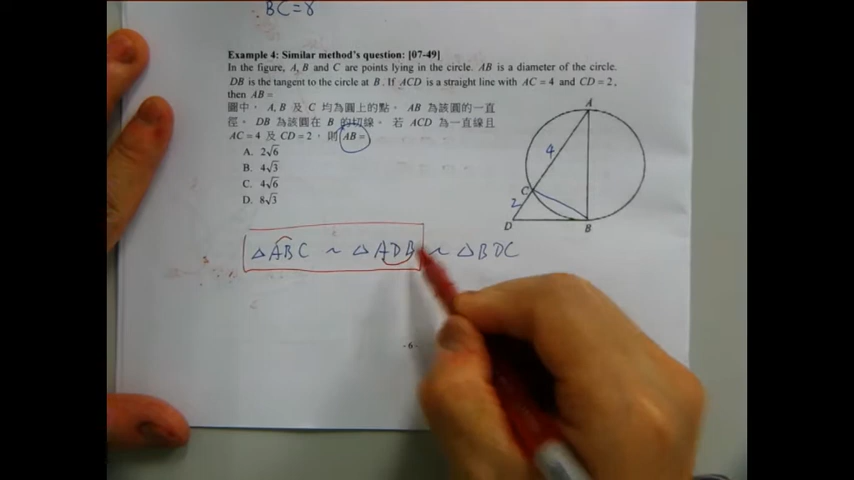 BC=8
Example 4: Similar method's question: [07-49]
In the figure, A, B and C are points lying in the circle. AB is a diameter of the circle.
DB is the tangent to the circle at B. If ACD is a straight line with AC = 4 and CD = 2,
then AB =
圖中， A, B 及 C 均為圓上的點。 AB 為該圓的一直
徑。 DB 為該圓在 B 的切線。 若 ACD 為一直線且
AC = 4 及 CD = 2 ， 則 AB =
A. 2√6
B. 4√3
C. 4√6
D. 8√3
A
4
C
2
D
B
△ABC ~ △ADB ~ △BDC
- 6 -